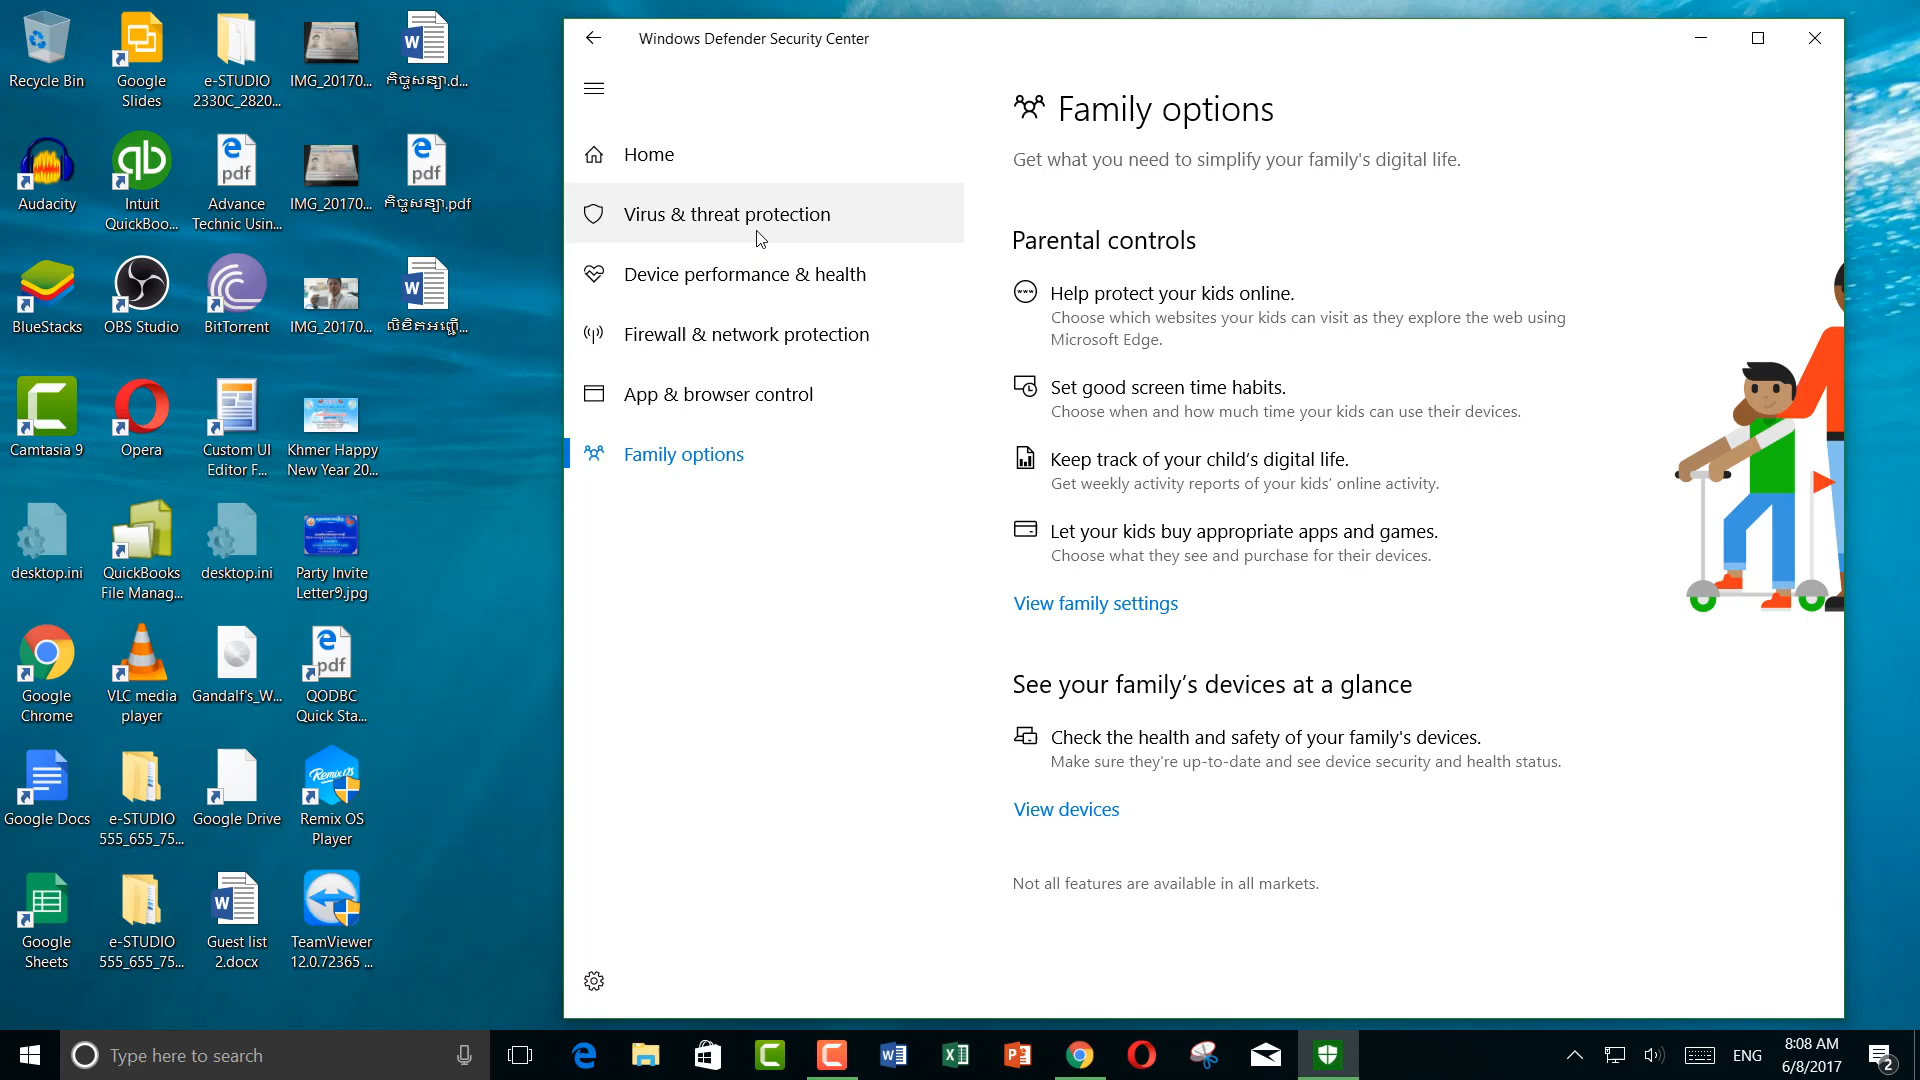 Recycle Bin
Google
Slides
e-STUDIO
2330C_2820...
IMG_20170...
កិច្ចសន្យា.d...
Audacity
Intuit
QuickBoo...
Advance
Technic Usin...
IMG_20170...
កិច្ចសន្យា.pdf
BlueStacks
OBS Studio
BitTorrent
IMG_20170...
លិខិតអញ្ជើ...
Camtasia 9
Opera
Custom UI
Editor F...
Khmer Happy
New Year 20...
desktop.ini
QuickBooks
File Manag...
desktop.ini
Party Invite
Letter9.jpg
Google
Chrome
VLC media
player
Gandalf's_W...
QODBC
Quick Sta...
Google Docs
e-STUDIO
555_655_75...
Google Drive
Remix OS
Player
Google
Sheets
e-STUDIO
555_655_75...
Guest list
2.docx
TeamViewer
12.0.72365 ...
Windows Defender Security Center
Home
Virus & threat protection
Device performance & health
Firewall & network protection
App & browser control
Family options
Family options
Get what you need to simplify your family's digital life.
Parental controls
Help protect your kids online.
Choose which websites your kids can visit as they explore the web using
Microsoft Edge.
Set good screen time habits.
Choose when and how much time your kids can use their devices.
Keep track of your child’s digital life.
Get weekly activity reports of your kids’ online activity.
Let your kids buy appropriate apps and games.
Choose what they see and purchase for their devices.
View family settings
See your family’s devices at a glance
Check the health and safety of your family's devices.
Make sure they're up-to-date and see device security and health status.
View devices
Not all features are available in all markets.
Type here to search
ENG
8:08 AM
6/8/2017
2